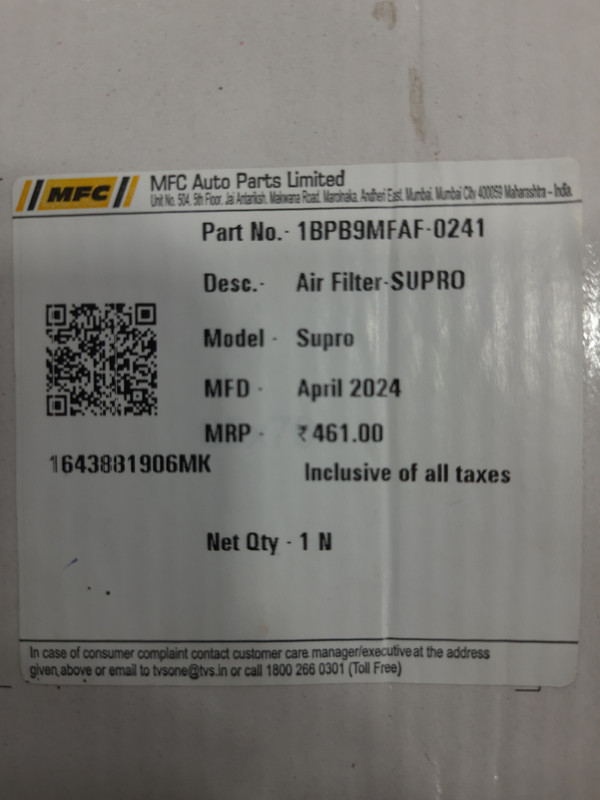 MFC
MFC Auto Parts Limited
Unit No. 504, 5th Floor, Jai Antariksh, Makwana Road, Marolnaka, Andheri East, Mumbai, Mumbai City 400059 Maharashtra - India.
Part No.- 1BPB9MFAF-0241
Desc.- Air Filter-SUPRO
Model - Supro
MFD - April 2024
MRP - ₹ 461.00
1643881906MK
Inclusive of all taxes
Net Qty - 1 N
In case of consumer complaint contact customer care manager/executive at the address
given above or email to tvsone@tvs.in or call 1800 266 0301 (Toll Free)